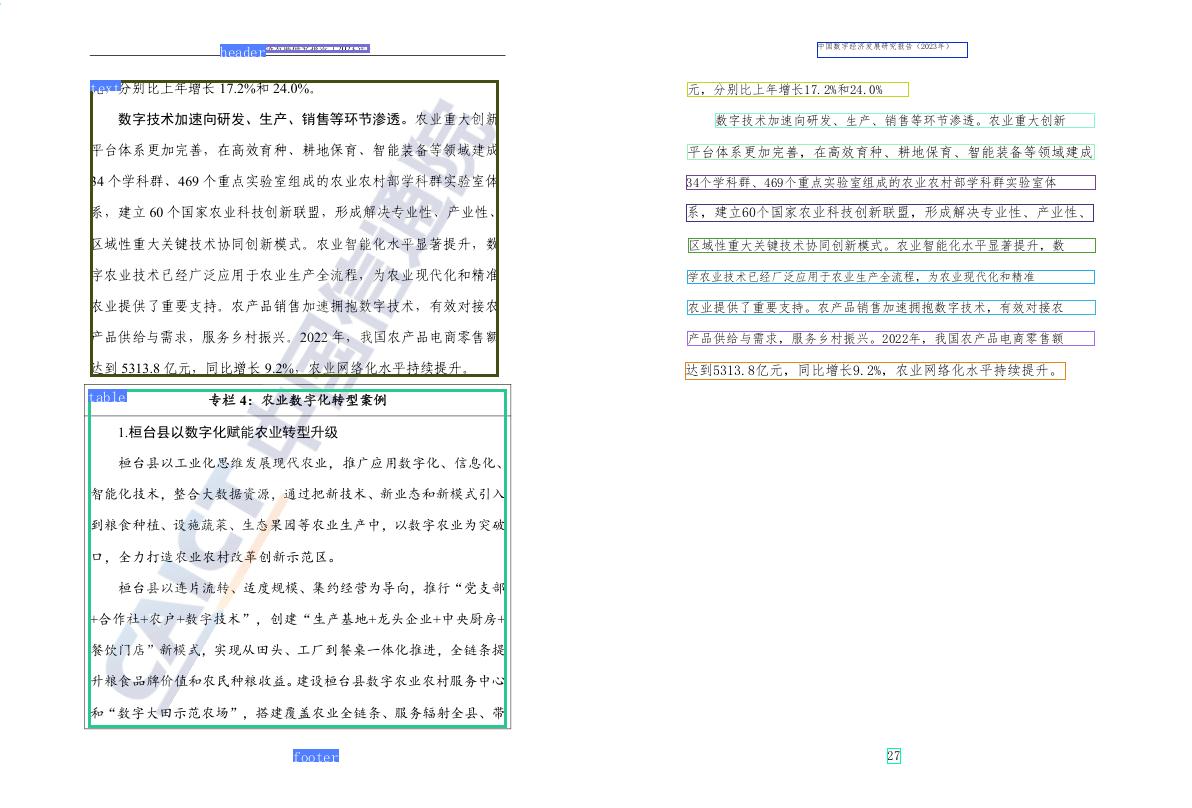 header
text
元，分别比上年增长 17.2%和 24.0%。
数字技术加速向研发、生产、销售等环节渗透。农业重大创新
平台体系更加完善，在高效育种、耕地保育、智能装备等领域建成
34 个学科群、469 个重点实验室组成的农业农村部学科群实验室体
系，建立 60 个国家农业科技创新联盟，形成解决专业性、产业性、
区域性重大关键技术协同创新模式。农业智能化水平显著提升，数
字农业技术已经广泛应用于农业生产全流程，为农业现代化和精准
农业提供了重要支持。农产品销售加速拥抱数字技术，有效对接农
产品供给与需求，服务乡村振兴。2022 年，我国农产品电商零售额
达到 5313.8 亿元，同比增长 9.2%，农业网络化水平持续提升。
table
专栏 4：农业数字化转型案例
1.桓台县以数字化赋能农业转型升级
桓台县以工业化思维发展现代农业，推广应用数字化、信息化、
智能化技术，整合大数据资源，通过把新技术、新业态和新模式引入
到粮食种植、设施蔬菜、生态果园等农业生产中，以数字农业为突破
口，全力打造农业农村改革创新示范区。
桓台县以连片流转、适度规模、集约经营为导向，推行“党支部
+合作社+农户+数字技术”，创建“生产基地+龙头企业+中央厨房+
餐饮门店”新模式，实现从田头、工厂到餐桌一体化推进，全链条提
升粮食品牌价值和农民种粮收益。建设桓台县数字农业农村服务中心
和“数字大田示范农场”，搭建覆盖农业全链条、服务辐射全县、带
CAICT 中国信通院
footer
中国数字经济发展研究报告（2023年）
元，分别比上年增长17.2%和24.0%
数字技术加速向研发、生产、销售等环节渗透。农业重大创新
平台体系更加完善，在高效育种、耕地保育、智能装备等领域建成
34个学科群、469个重点实验室组成的农业农村部学科群实验室体
系，建立60个国家农业科技创新联盟，形成解决专业性、产业性、
区域性重大关键技术协同创新模式。农业智能化水平显著提升，数
学农业技术已经广泛应用于农业生产全流程，为农业现代化和精准
农业提供了重要支持。农产品销售加速拥抱数字技术，有效对接农
产品供给与需求，服务乡村振兴。2022年，我国农产品电商零售额
达到5313.8亿元，同比增长9.2%，农业网络化水平持续提升。
27